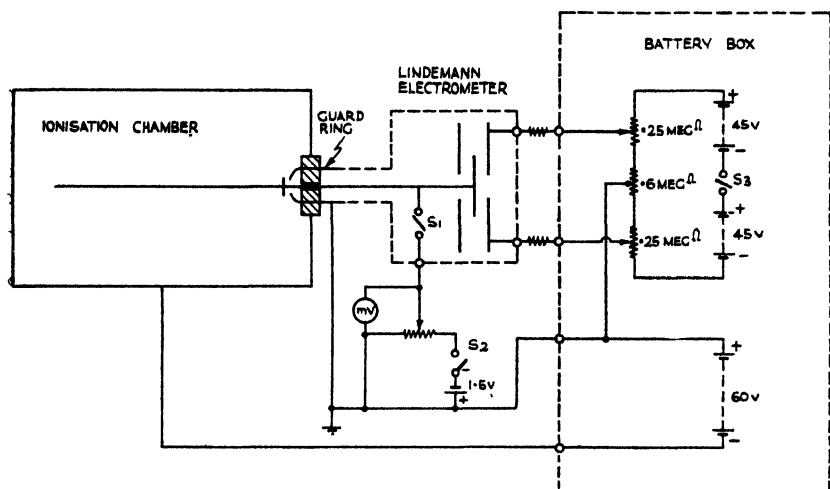 BATTERY BOX
LINDEMANN
ELECTROMETER
GUARD
RING
IONISATION CHAMBER
+
·25 MEG Ω
45V
-
·6 MEG Ω
S3
S1
+
·25 MEG Ω
45V
-
mV
S2
-
1·5V
+
+
60V
-